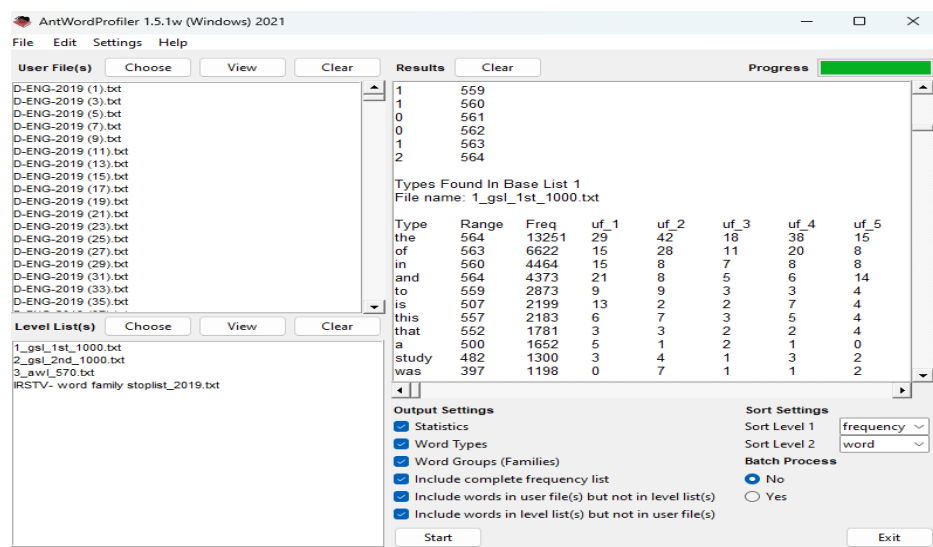 AntWordProfiler 1.5.1w (Windows) 2021
File Edit Settings Help
User File(s) Choose View Clear
D-ENG-2019 (1).txt
D-ENG-2019 (3).txt
D-ENG-2019 (5).txt
D-ENG-2019 (7).txt
D-ENG-2019 (9).txt
D-ENG-2019 (11).txt
D-ENG-2019 (13).txt
D-ENG-2019 (15).txt
D-ENG-2019 (17).txt
D-ENG-2019 (19).txt
D-ENG-2019 (21).txt
D-ENG-2019 (23).txt
D-ENG-2019 (25).txt
D-ENG-2019 (27).txt
D-ENG-2019 (29).txt
D-ENG-2019 (31).txt
D-ENG-2019 (33).txt
D-ENG-2019 (35).txt
Level List(s) Choose View Clear
1_gsl_1st_1000.txt
2_gsl_2nd_1000.txt
3_awl_570.txt
IRSTV- word family stoplist_2019.txt
Results Clear Progress
1 559
1 560
0 561
0 562
1 563
2 564
Types Found In Base List 1
File name: 1_gsl_1st_1000.txt
Type Range Freq uf_1 uf_2 uf_3 uf_4 uf_5
the 564 13251 29 42 18 38 15
of 563 6622 15 28 11 20 8
in 560 4464 15 8 7 8 8
and 564 4373 21 8 5 6 14
to 559 2873 9 9 3 3 4
is 507 2199 13 2 2 7 4
this 557 2183 6 7 3 5 4
that 552 1781 3 3 2 2 4
a 500 1652 5 1 2 1 0
study 482 1300 3 4 1 3 2
was 397 1198 0 7 1 1 2
Output Settings
Statistics
Word Types
Word Groups (Families)
Include complete frequency list
Include words in user file(s) but not in level list(s)
Include words in level list(s) but not in user file(s)
Start
Sort Settings
Sort Level 1 frequency
Sort Level 2 word
Batch Process
No
Yes
Exit